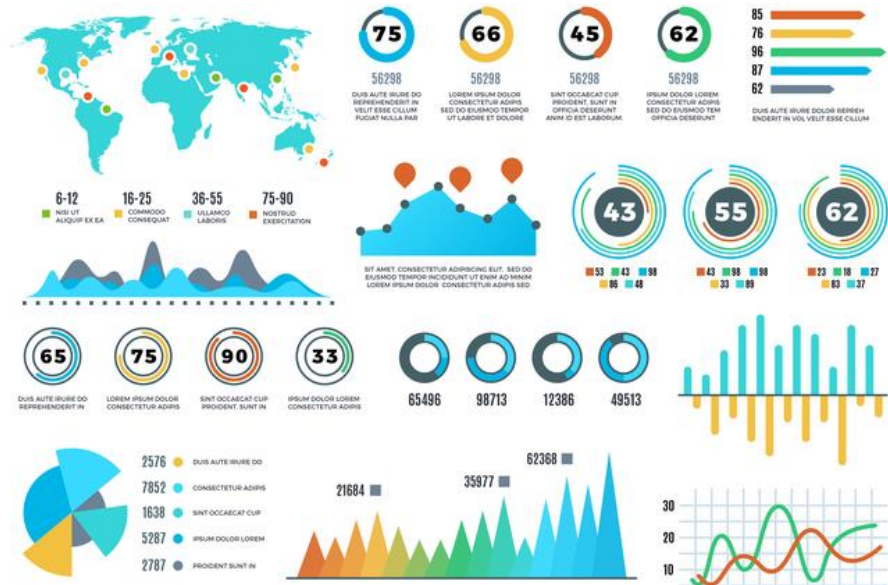 75
66
45
62
56298
56298
56298
56298
DUIS AUTE IRURE DO
REPREHENDERIT IN
VELIT ESSE CILLUM
FUGIAT NULLA PAR
LOREM IPSUM DOLOR
CONSECTETUR ADIPIS
SED DO EIUSMOD TEMPOR
UT LABORE ET DOLORE
SINT OCCAECAT CUP
PROIDENT. SUNT IN
OFFICIA DESERUNT
ANIM ID EST LABORUM.
IPSUM DOLOR LOREM
CONSECTETUR ADIPIS
SED DO EIUSMOD TEM
OFFICIA DESERUNT
85
76
96
87
62
DUIS AUTE IRURE DOLOR REPREH
ENDERIT IN VOL VELIT ESSE CILLUM
6-12
NISI UT
ALIQUIP EX EA
16-25
COMMODO
CONSEQUAT
36-55
ULLAMCO
LABORIS
75-90
NOSTRUD
EXERCITATION
SIT AMET, CONSECTETUR ADIPISCING ELIT, SED DO
EIUSMOD TEMPOR INCIDIDUNT UT ENIM AD MINIM
LOREM IPSUM DOLOR CONSECTETUR ADIPIS SED
43
53 43 98
86 48
55
43 98 98
33 89
62
23 18 27
83 37
65
DUIS AUTE IRURE DO
REPREHENDERIT IN
75
LOREM IPSUM DOLOR
CONSECTETUR ADIPIS
90
SINT OCCAECAT CUP
PROIDENT. SUNT IN
33
IPSUM DOLOR LOREM
CONSECTETUR ADIPIS
65496
98713
12386
49513
2576 DUIS AUTE IRURE DO
7852 CONSECTETUR ADIPIS
1638 SINT OCCAECAT CUP
5287 IPSUM DOLOR LOREM
2787 PROIDENT SUNT IN
21684
35977
62368
30
20
10